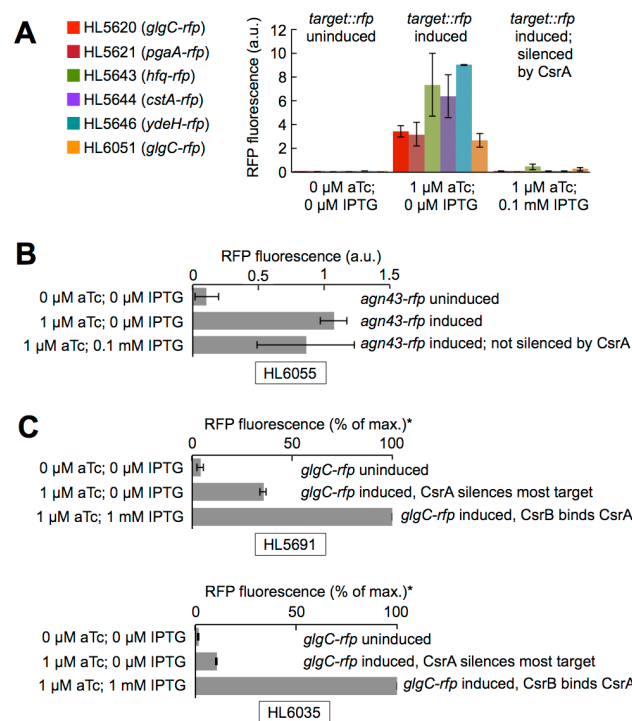 A
HL5620 (glgC-rfp)
HL5621 (pgaA-rfp)
HL5643 (hfq-rfp)
HL5644 (cstA-rfp)
HL5646 (ydeH-rfp)
HL6051 (glgC-rfp)
target::rfp
uninduced
target::rfp
induced
target::rfp
induced;
silenced
by CsrA
RFP fluorescence (a.u.)
12
10
8
6
4
2
0
0 µM aTc;
0 µM IPTG
1 µM aTc;
0 µM IPTG
1 µM aTc;
0.1 mM IPTG
B
RFP fluorescence (a.u.)
0 0.5 1 1.5
0 µM aTc; 0 µM IPTG agn43-rfp uninduced
1 µM aTc; 0 µM IPTG agn43-rfp induced
1 µM aTc; 0.1 mM IPTG agn43-rfp induced; not silenced by CsrA
HL6055
C
RFP fluorescence (% of max.)*
0 50 100
0 µM aTc; 0 µM IPTG glgC-rfp uninduced
1 µM aTc; 0 µM IPTG glgC-rfp induced, CsrA silences most target
1 µM aTc; 1 mM IPTG glgC-rfp induced, CsrB binds CsrA
HL5691
RFP fluorescence (% of max.)*
0 50 100
0 µM aTc; 0 µM IPTG glgC-rfp uninduced
1 µM aTc; 0 µM IPTG glgC-rfp induced, CsrA silences most target
1 µM aTc; 1 mM IPTG glgC-rfp induced, CsrB binds CsrA
HL6035